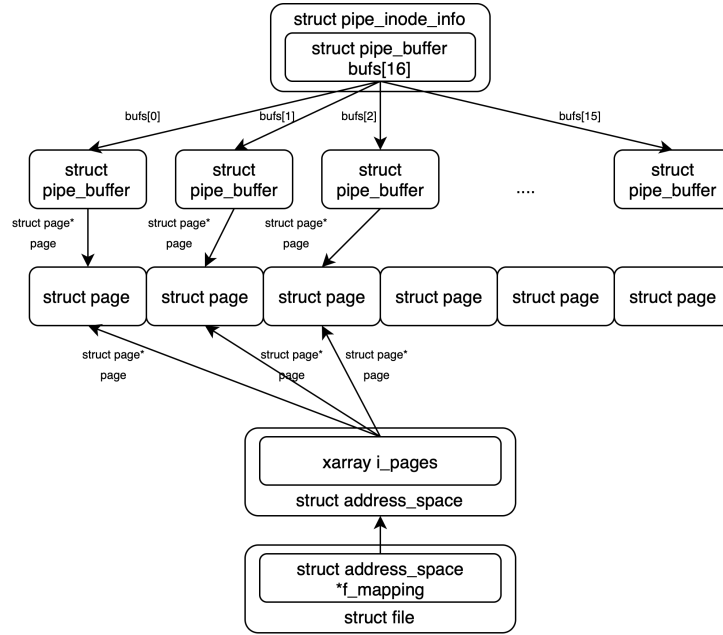 struct pipe_inode_info
struct pipe_buffer
bufs[16]
bufs[0]
bufs[1]
bufs[2]
bufs[15]
struct
pipe_buffer
struct
pipe_buffer
struct
pipe_buffer
....
struct
pipe_buffer
struct page*
page
struct page*
page
struct page*
page
struct page
struct page
struct page
struct page
struct page
struct page
struct page*
page
struct page*
page
struct page*
page
xarray i_pages
struct address_space
struct address_space
*f_mapping
struct file